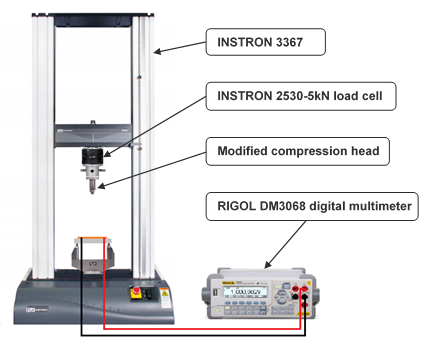 INSTRON 3367
INSTRON 2530-5kN load cell
Modified compression head
RIGOL DM3068 digital multimeter